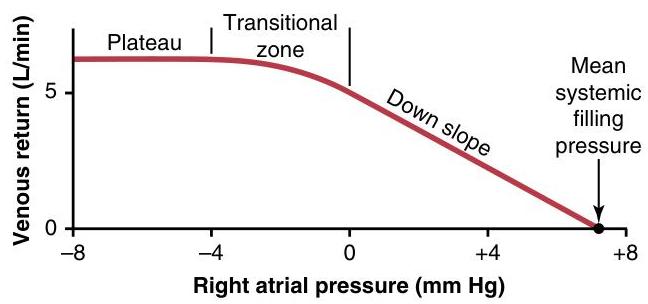 Venous return (L/min)
5
0
Plateau
Transitional
zone
Down slope
Mean
systemic
filling
pressure
−8
−4
0
+4
+8
Right atrial pressure (mm Hg)